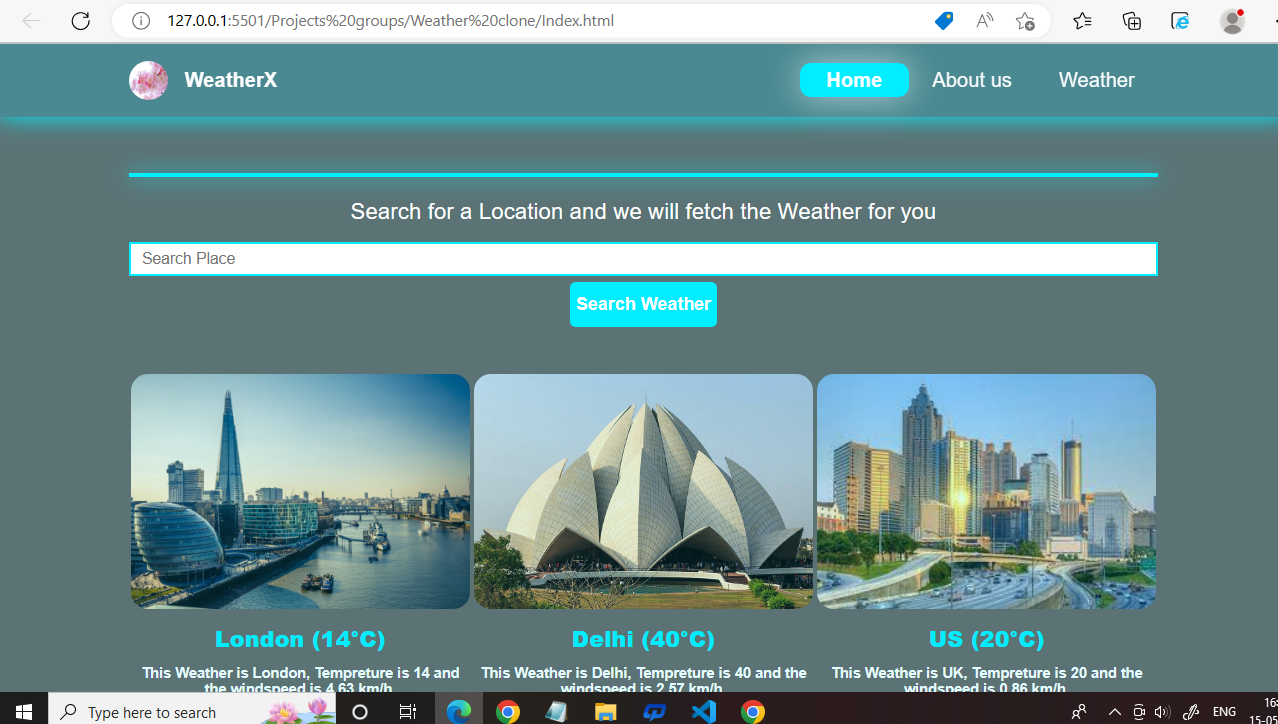 127.0.0.1:5501/Projects%20groups/Weather%20clone/Index.html
WeatherX
Home
About us
Weather
Search for a Location and we will fetch the Weather for you
Search Place
Search Weather
London (14°C)
Delhi (40°C)
US (20°C)
This Weather is London, Tempreture is 14 and
the windspeed is 4.63 km/h
This Weather is Delhi, Tempreture is 40 and the
windspeed is 2.57 km/h
This Weather is UK, Tempreture is 20 and the
windspeed is 0.86 km/h
Type here to search
ENG